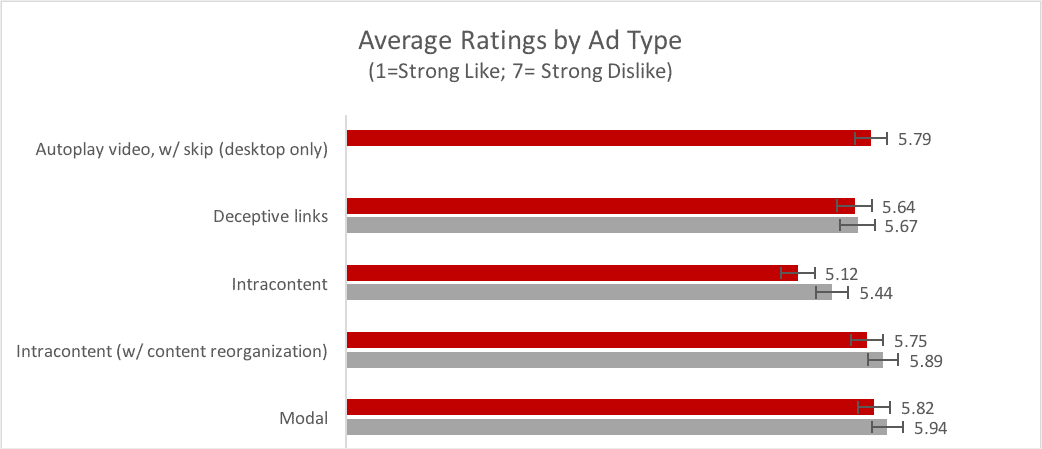 Average Ratings by Ad Type
(1=Strong Like; 7= Strong Dislike)
Autoplay video, w/ skip (desktop only)
5.79
Deceptive links
5.64
5.67
Intracontent
5.12
5.44
Intracontent (w/ content reorganization)
5.75
5.89
Modal
5.82
5.94